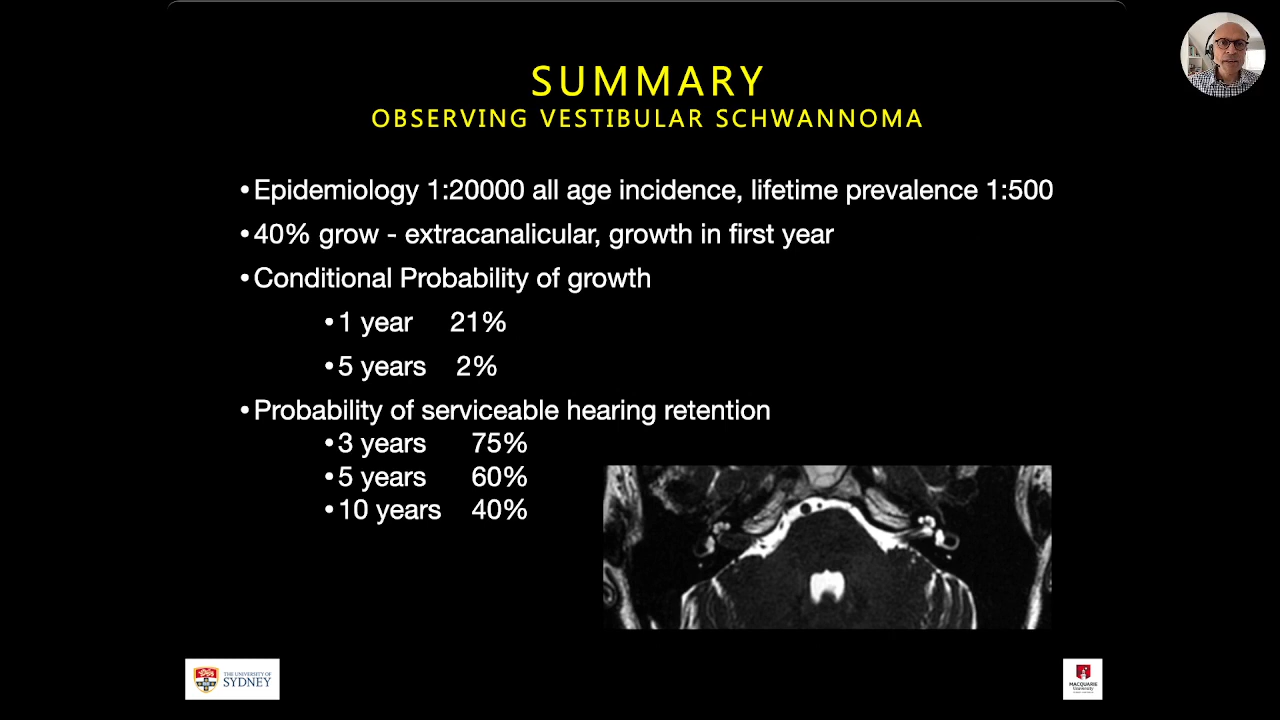 SUMMARY
OBSERVING VESTIBULAR SCHWANNOMA
•Epidemiology 1:20000 all age incidence, lifetime prevalence 1:500
•40% grow - extracanalicular, growth in first year
•Conditional Probability of growth
•1 year 21%
•5 years 2%
•Probability of serviceable hearing retention
•3 years 75%
•5 years 60%
•10 years 40%
THE UNIVERSITY OF
SYDNEY
MACQUARIE
University